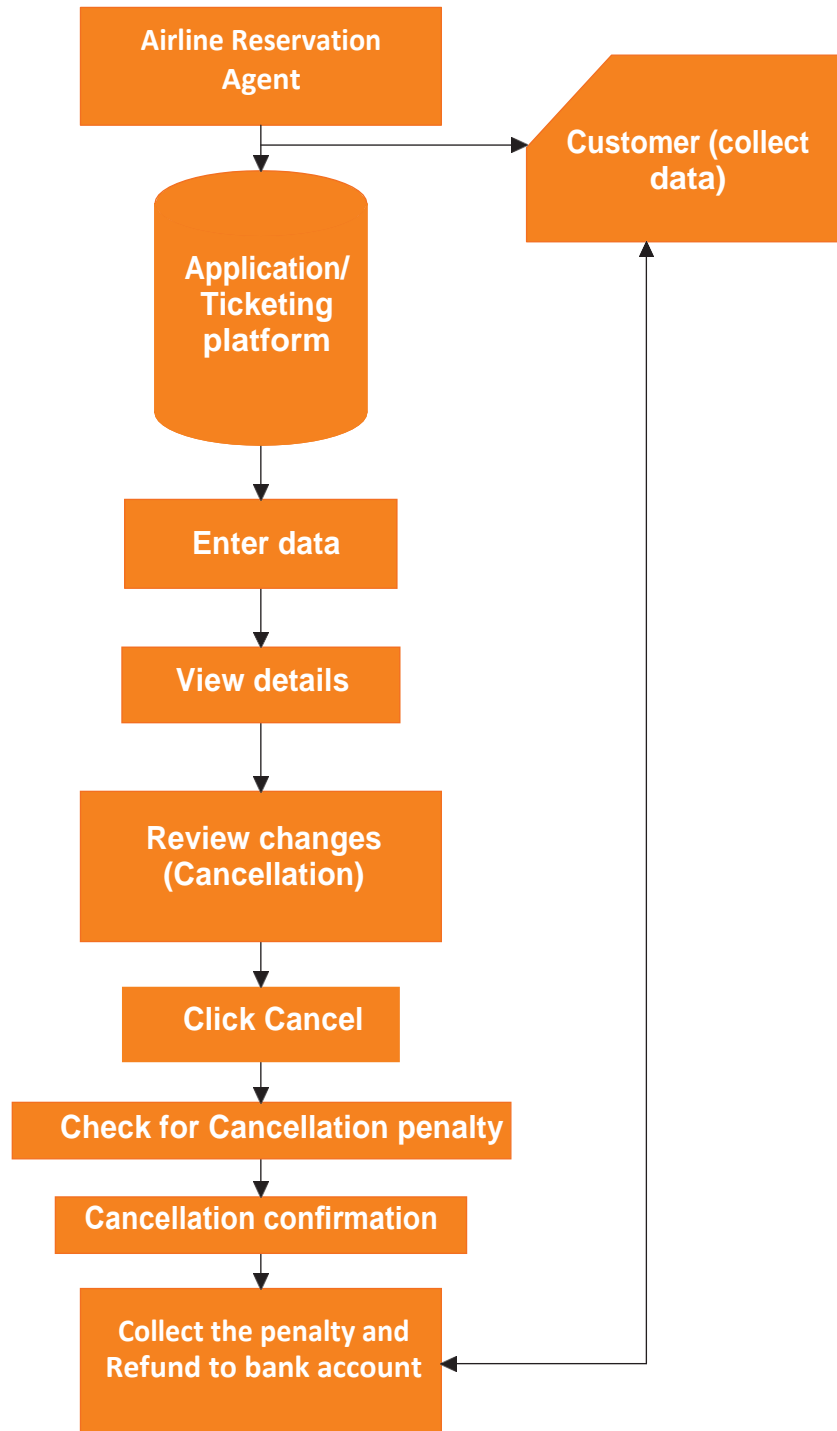 Airline Reservation
Agent
Customer (collect
data)
Application/
Ticketing
platform
Enter data
View details
Review changes
(Cancellation)
Click Cancel
Check for Cancellation penalty
Cancellation confirmation
Collect the penalty and
Refund to bank account